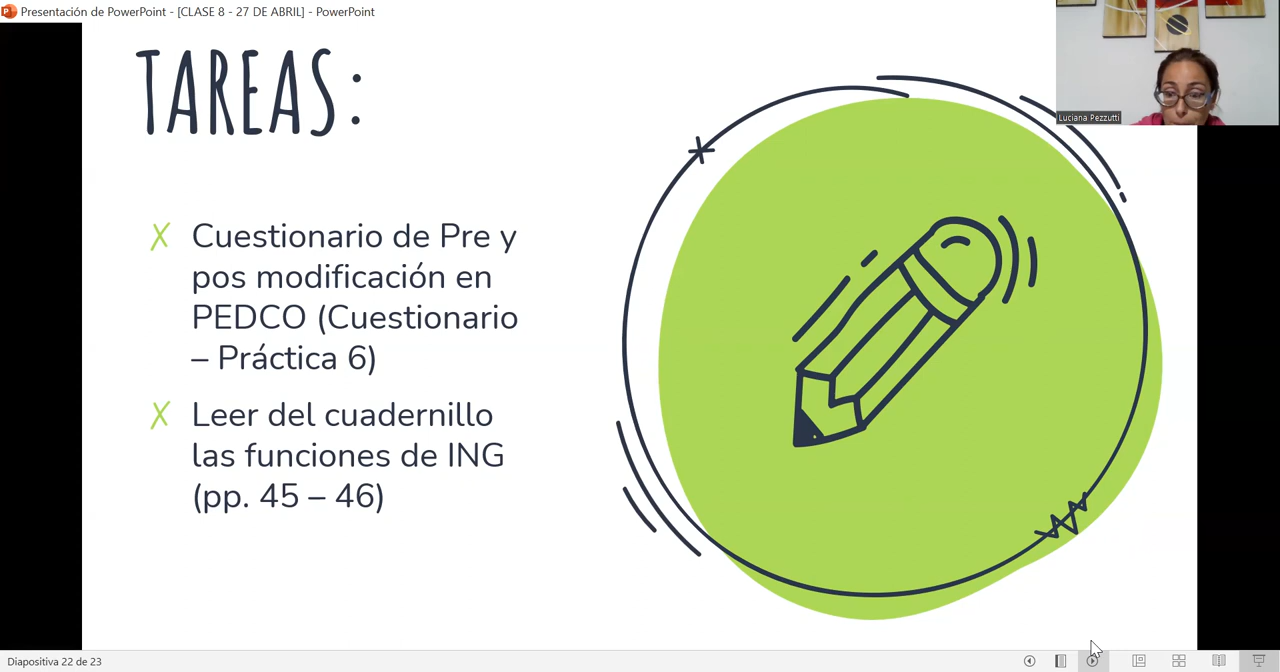 Presentación de PowerPoint - [CLASE 8 - 27 DE ABRIL] - PowerPoint
TAREAS:
Luciana Pezzutti
Cuestionario de Pre y
pos modificación en
PEDCO (Cuestionario
– Práctica 6)
Leer del cuadernillo
las funciones de ING
(pp. 45 – 46)
Diapositiva 22 de 23